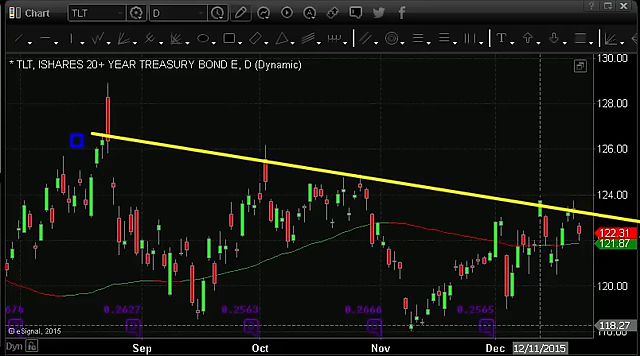 Chart TLT D
* TLT, ISHARES 20+ YEAR TREASURY BOND E, D (Dynamic)
130.00
128.00
126.00
124.00
122.31
121.87
120.00
118.27
0.2627 0.2563 0.2666 0.2565
© eSignal, 2015
Dyn Sep Oct Nov Dec 12/11/2015